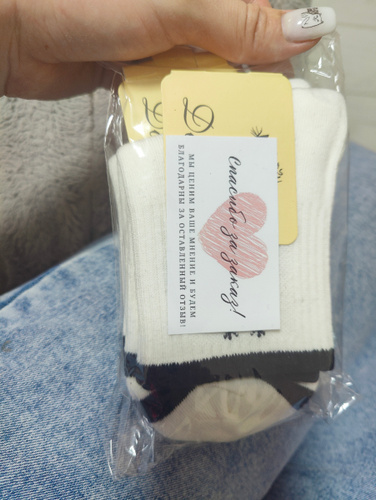 Спасибо за заказ!
МЫ ЦЕНИМ ВАШЕ МНЕНИЕ И БУДЕМ
БЛАГОДАРНЫ ЗА ОСТАВЛЕННЫЙ ОТЗЫВ!